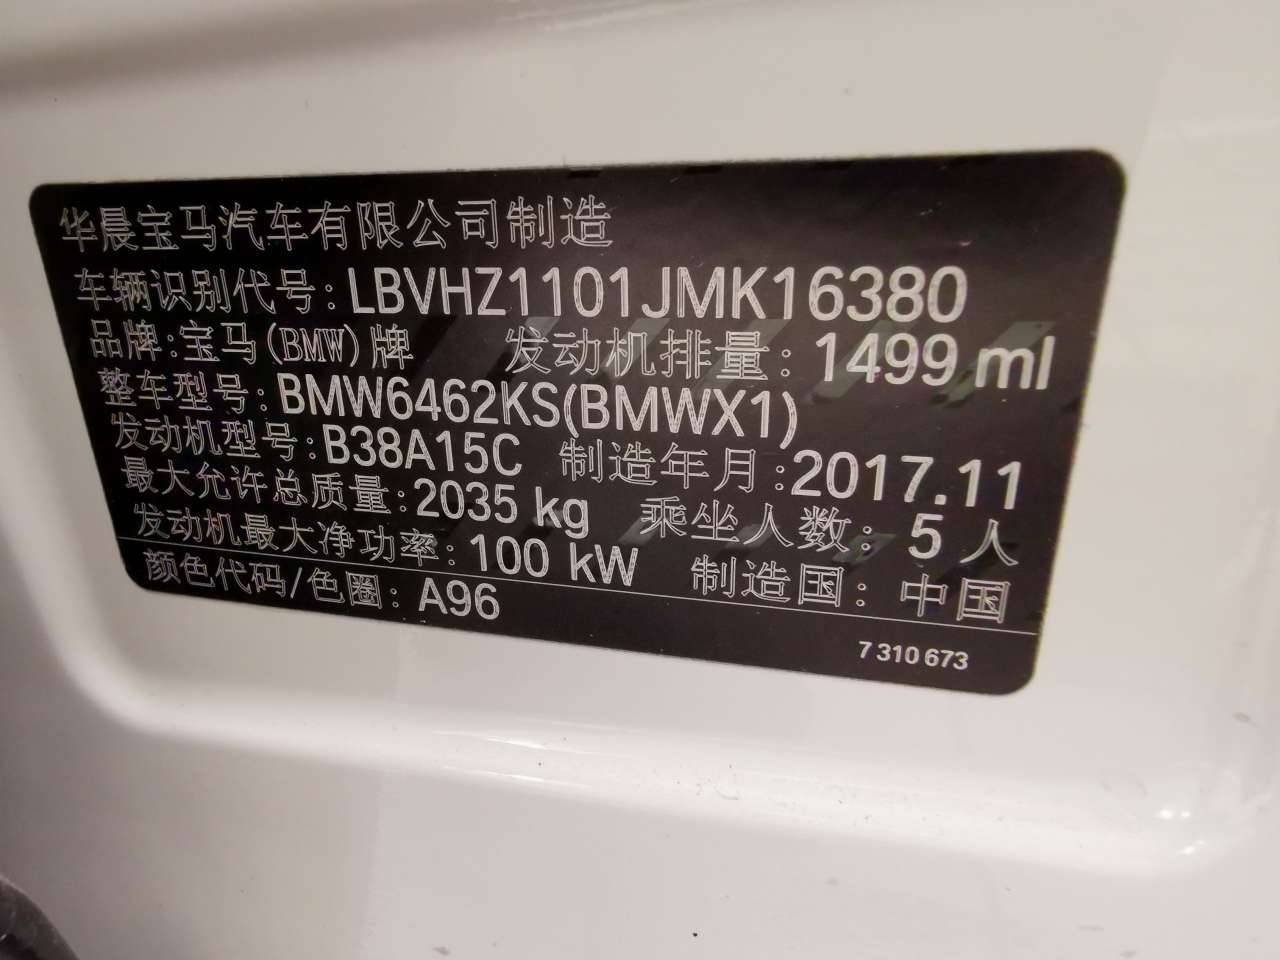 华晨宝马汽车有限公司制造
车辆识别代号: LBVHZ1101JMK16380
品牌: 宝马(BMW)牌 发动机排量: 1499 ml
整车型号: BMW6462KS(BMWX1)
发动机型号: B38A15C 制造年月: 2017.11
最大允许总质量: 2035 kg 乘坐人数: 5 人
发动机最大净功率: 100 kW 制造国: 中国
颜色代码/色圈: A96
7 310 673